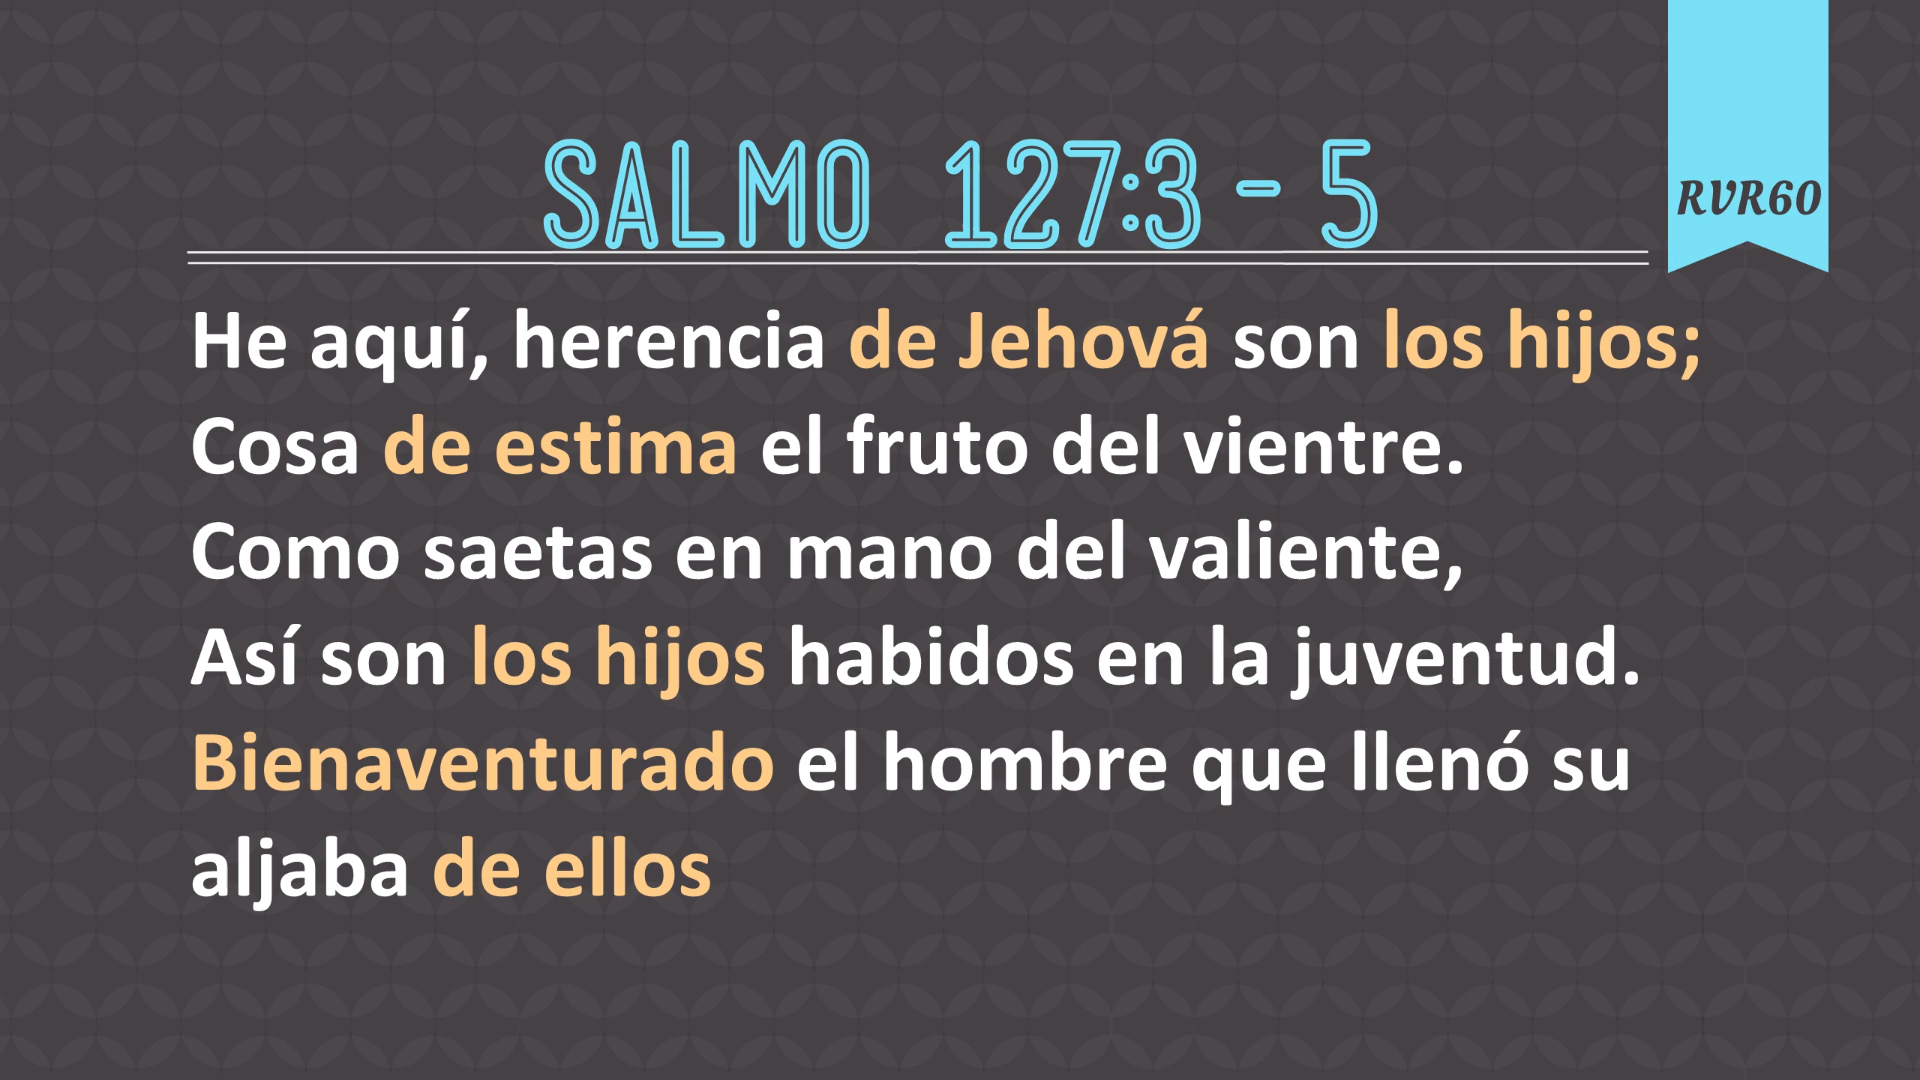 SALMO 127:3 - 5
RVR60
He aquí, herencia de Jehová son los hijos;
Cosa de estima el fruto del vientre.
Como saetas en mano del valiente,
Así son los hijos habidos en la juventud.
Bienaventurado el hombre que llenó su
aljaba de ellos